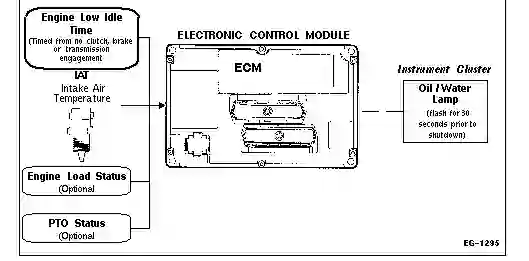 Engine Low Idle
Time
(Timed from no clutch, brake
or transmission
engagement
IAT
Intake Air
Temperature
Engine Load Status
(Optional
PTO Status
(Optional
ELECTRONIC CONTROL MODULE
ECM
Instrument Cluster
Oil/Water
Lamp
(flash for 30
seconds prior to
shutdown)
EG-1295